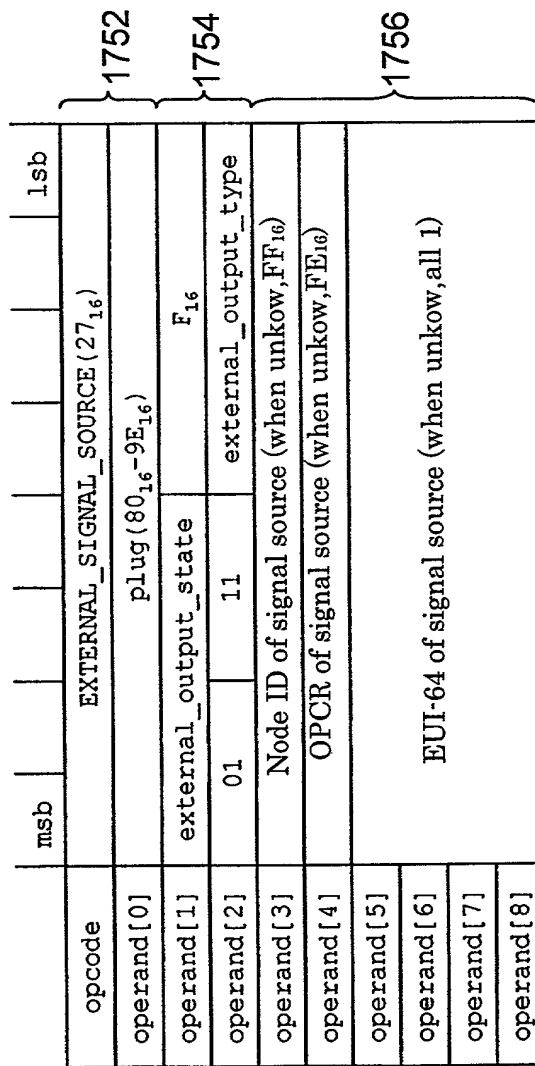 msb lsb
opcode EXTERNAL_SIGNAL_SOURCE(27₁₆)
operand[0] plug(80₁₆-9E₁₆)
1752
operand[1] external_output_state F₁₆
operand[2] 01 11 external_output_type
1754
operand[3] Node ID of signal source (when unkow,FF₁₆)
operand[4] OPCR of signal source (when unkow,FE₁₆)
operand[5]
operand[6]
EUI-64 of signal source (when unkow,all 1)
operand[7]
operand[8]
1756